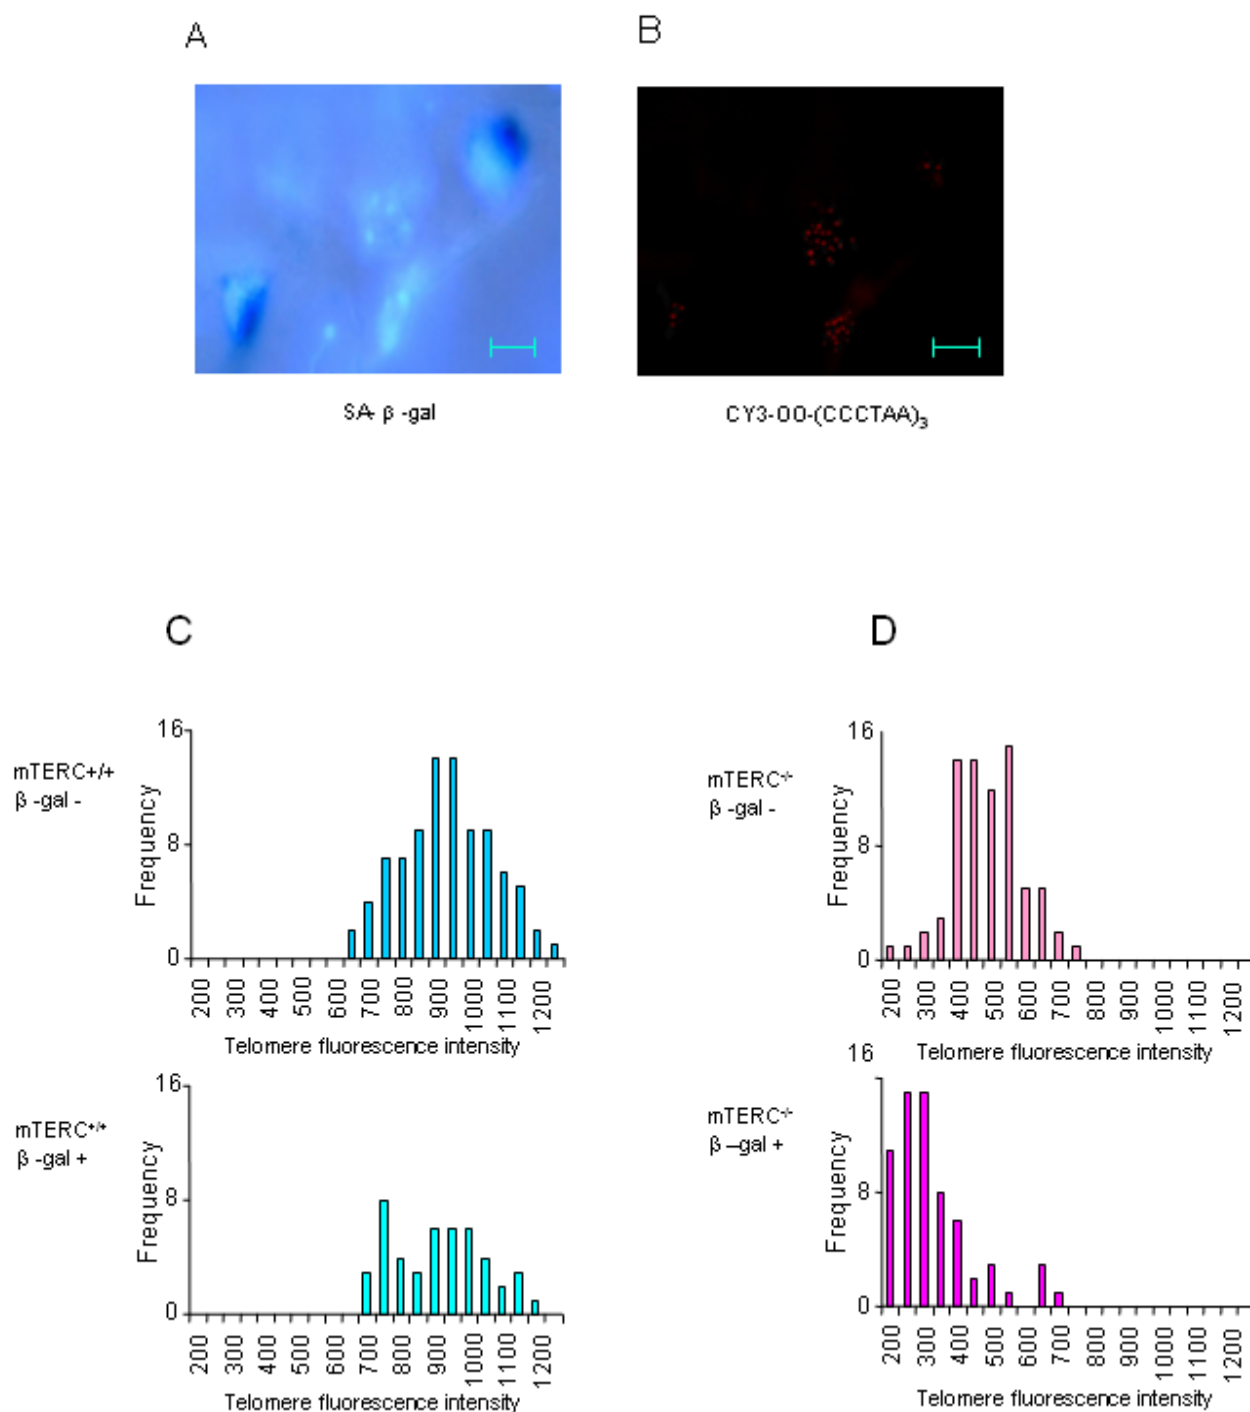 A
B
SA- β -gal
CY3-OO-(CCCTAA)₃
C
D
mTERC+/+
β -gal -
Frequency
16
8
0
200 300 400 500 600 700 800 900 1000 1100 1200
Telomere fluorescence intensity
mTERC⁻/⁻
β -gal -
Frequency
16
8
0
200 300 400 500 600 700 800 900 1000 1100 1200
Telomere fluorescence intensity
mTERC⁺/⁺
β -gal +
Frequency
16
8
0
200 300 400 500 600 700 800 900 1000 1100 1200
Telomere fluorescence intensity
mTERC⁻/⁻
β –gal +
Frequency
16
8
0
200 300 400 500 600 700 800 900 1000 1100 1200
Telomere fluorescence intensity